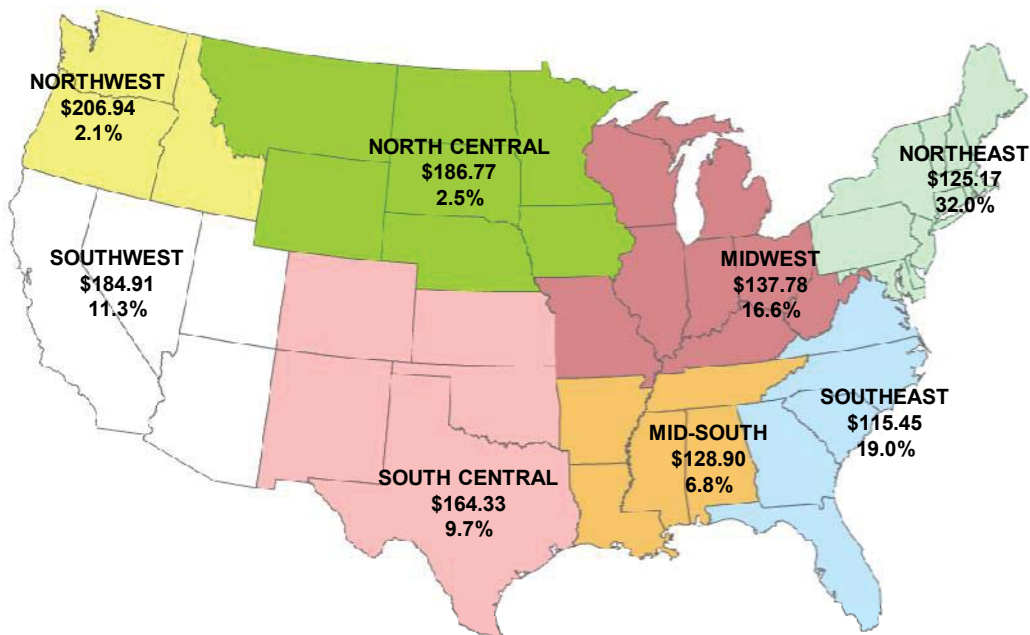 NORTHWEST
$206.94
2.1%
NORTH CENTRAL
$186.77
2.5%
NORTHEAST
$125.17
32.0%
SOUTHWEST
$184.91
11.3%
MIDWEST
$137.78
16.6%
SOUTHEAST
$115.45
19.0%
MID-SOUTH
$128.90
6.8%
SOUTH CENTRAL
$164.33
9.7%